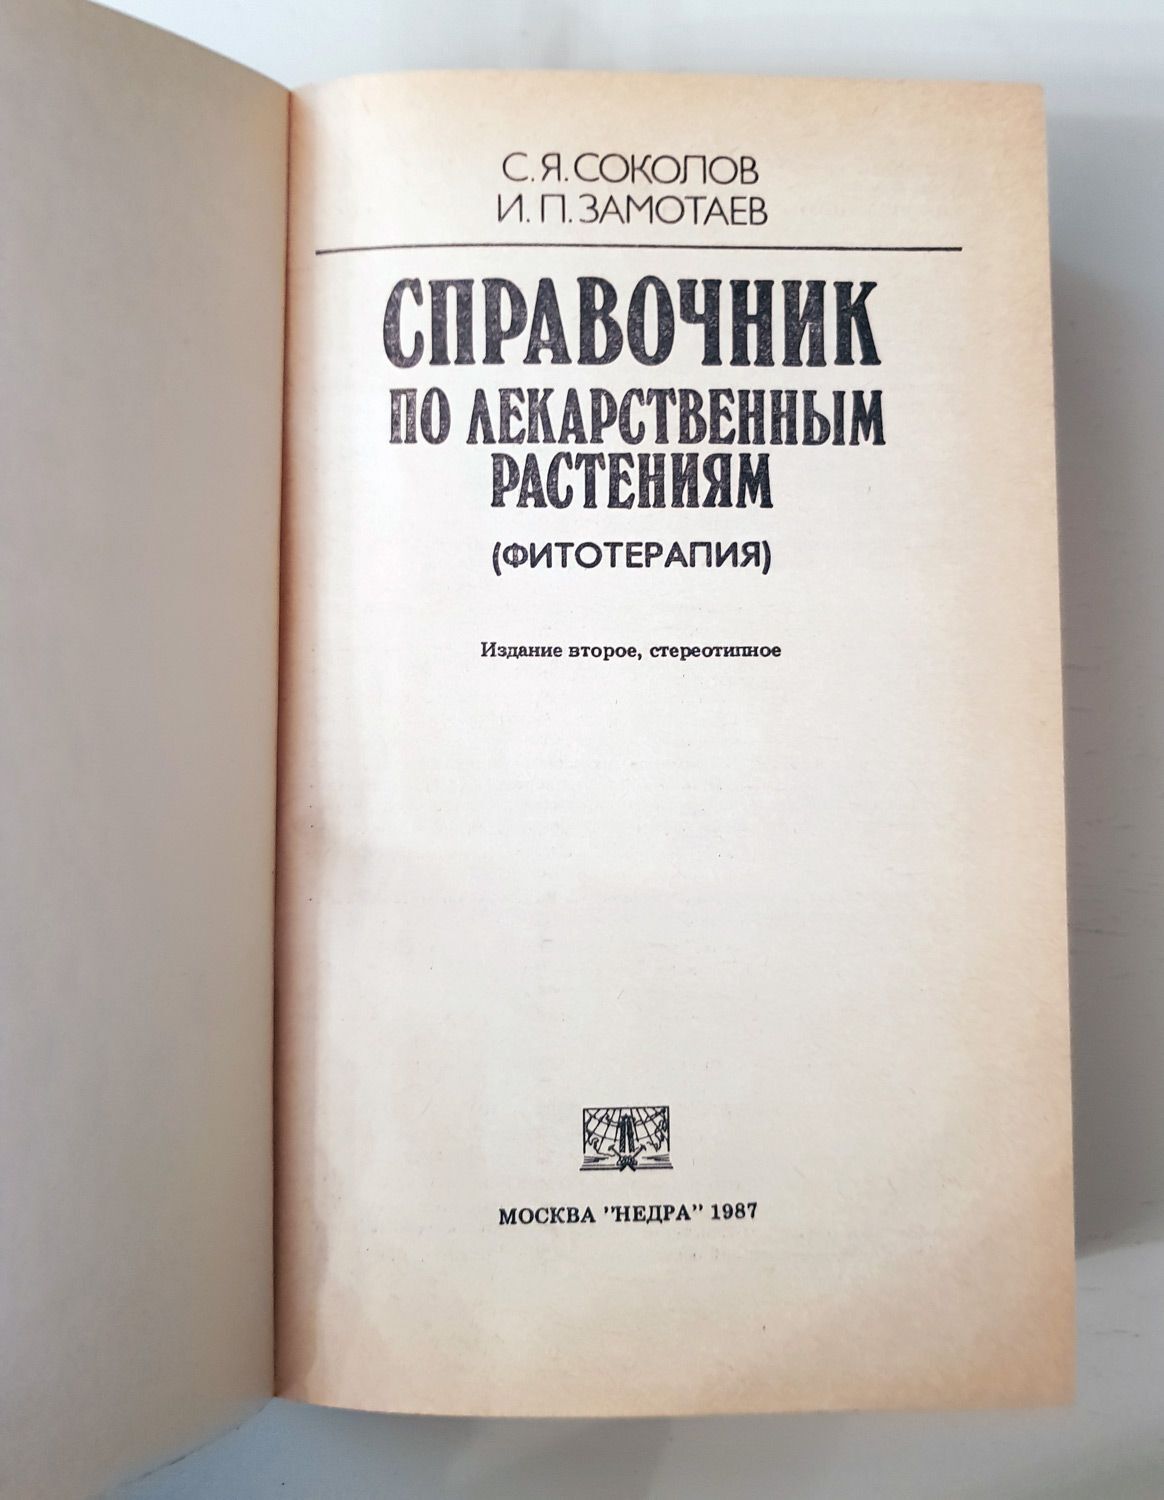 С. Я. СОКОЛОВ
И. П. ЗАМОТАЕВ
СПРАВОЧНИК
ПО ЛЕКАРСТВЕННЫМ
РАСТЕНИЯМ
(ФИТОТЕРАПИЯ)
Издание второе, стереотипное
МОСКВА "НЕДРА" 1987